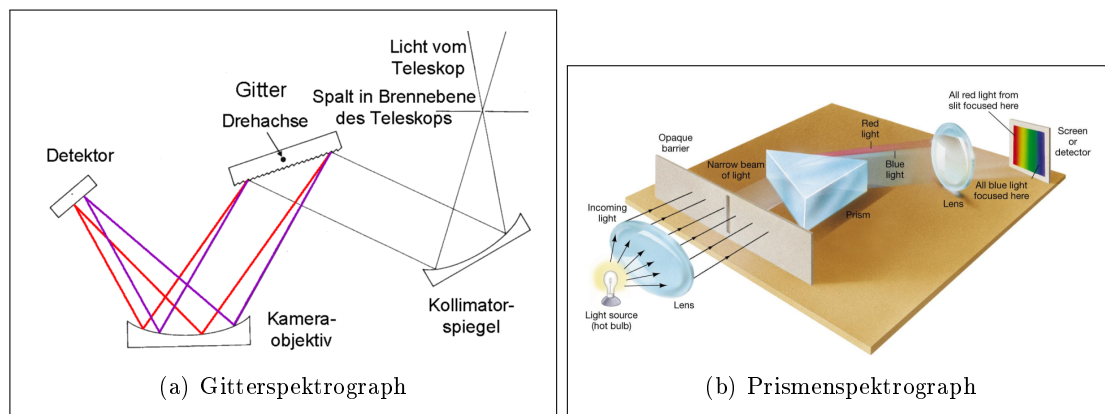 Licht vom
Teleskop
Gitter
Spalt in Brennebene
des Teleskops
Drehachse
Detektor
Kamera-
objektiv
Kollimator-
spiegel
(a) Gitterspektrograph
All red light from
slit focused here
Screen
or
detector
Red
light
Opaque
barrier
Narrow beam
of light
Blue
light
All blue light
focused here
Lens
Prism
Incoming
light
Lens
Light source
(hot bulb)
(b) Prismenspektrograph